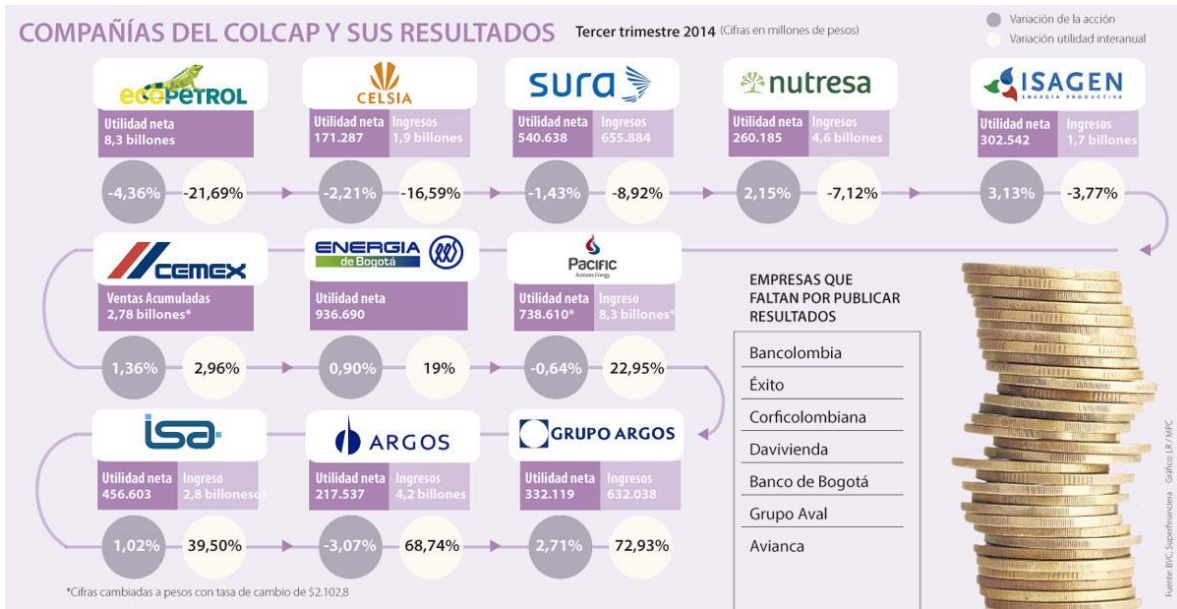 COMPAÑÍAS DEL COLCAP Y SUS RESULTADOS Tercer trimestre 2014 (Cifras en millones de pesos)
Variación de la acción
Variación utilidad interanual
ecopetrol
Utilidad neta
8,3 billones
-4,36% -21,69%
CELSIA
Utilidad neta Ingresos
171.287 1,9 billones
-2,21% -16,59%
sura
Utilidad neta Ingresos
540.638 655.884
-1,43% -8,92%
nutresa
Utilidad neta Ingresos
260.185 4,6 billones
2,15% -7,12%
ISAGEN
ENERGÍA PRODUCTIVA
Utilidad neta Ingresos
302.542 1,7 billones
3,13% -3,77%
CEMEX
Ventas Acumuladas
2,78 billones*
1,36% 2,96%
ENERGIA
de Bogotá
Utilidad neta
936.690
0,90% 19%
Pacific
Rubiales Energy
Utilidad neta Ingreso
738.610* 8,3 billones*
-0,64% 22,95%
isa
Utilidad neta Ingreso
456.603 2,8 billonesos
1,02% 39,50%
ARGOS
Utilidad neta Ingresos
217.537 4,2 billones
-3,07% 68,74%
GRUPO ARGOS
Utilidad neta Ingresos
332.119 632.038
2,71% 72,93%
EMPRESAS QUE
FALTAN POR PUBLICAR
RESULTADOS
Bancolombia
Éxito
Corficolombiana
Davivienda
Banco de Bogotá
Grupo Aval
Avianca
*Cifras cambiadas a pesos con tasa de cambio de $2.102,8
Fuente: BVC, Superfinanciera Gráfico: LR / MPC